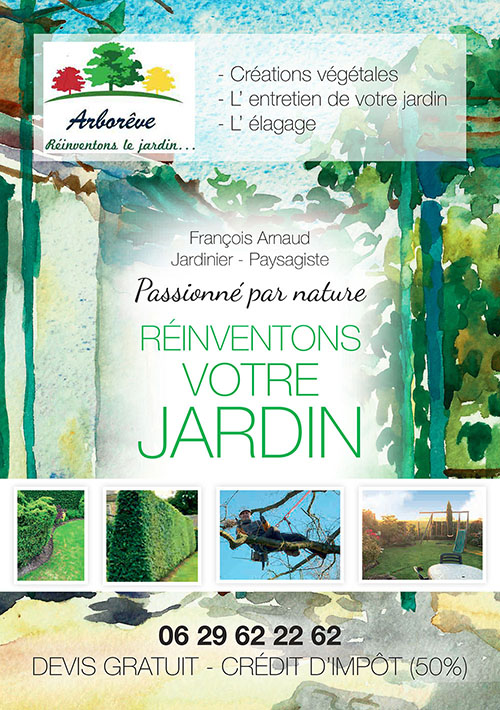 Arborêve
Réinventons le jardin...
- Créations végétales
- L' entretien de votre jardin
- L' élagage
François Arnaud
Jardinier - Paysagiste
Passionné par nature
RÉINVENTONS
VOTRE
JARDIN
06 29 62 22 62
DEVIS GRATUIT - CRÉDIT D'IMPÔT (50%)